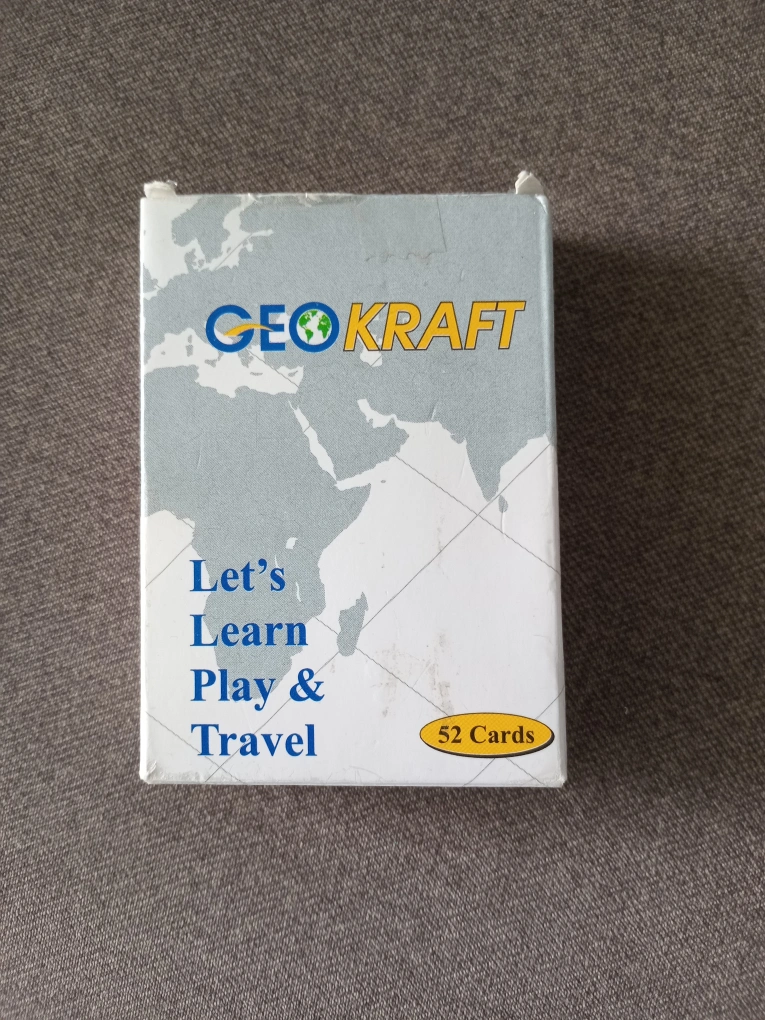 GEOKRAFT
Let's
Learn
Play &
Travel
52 Cards